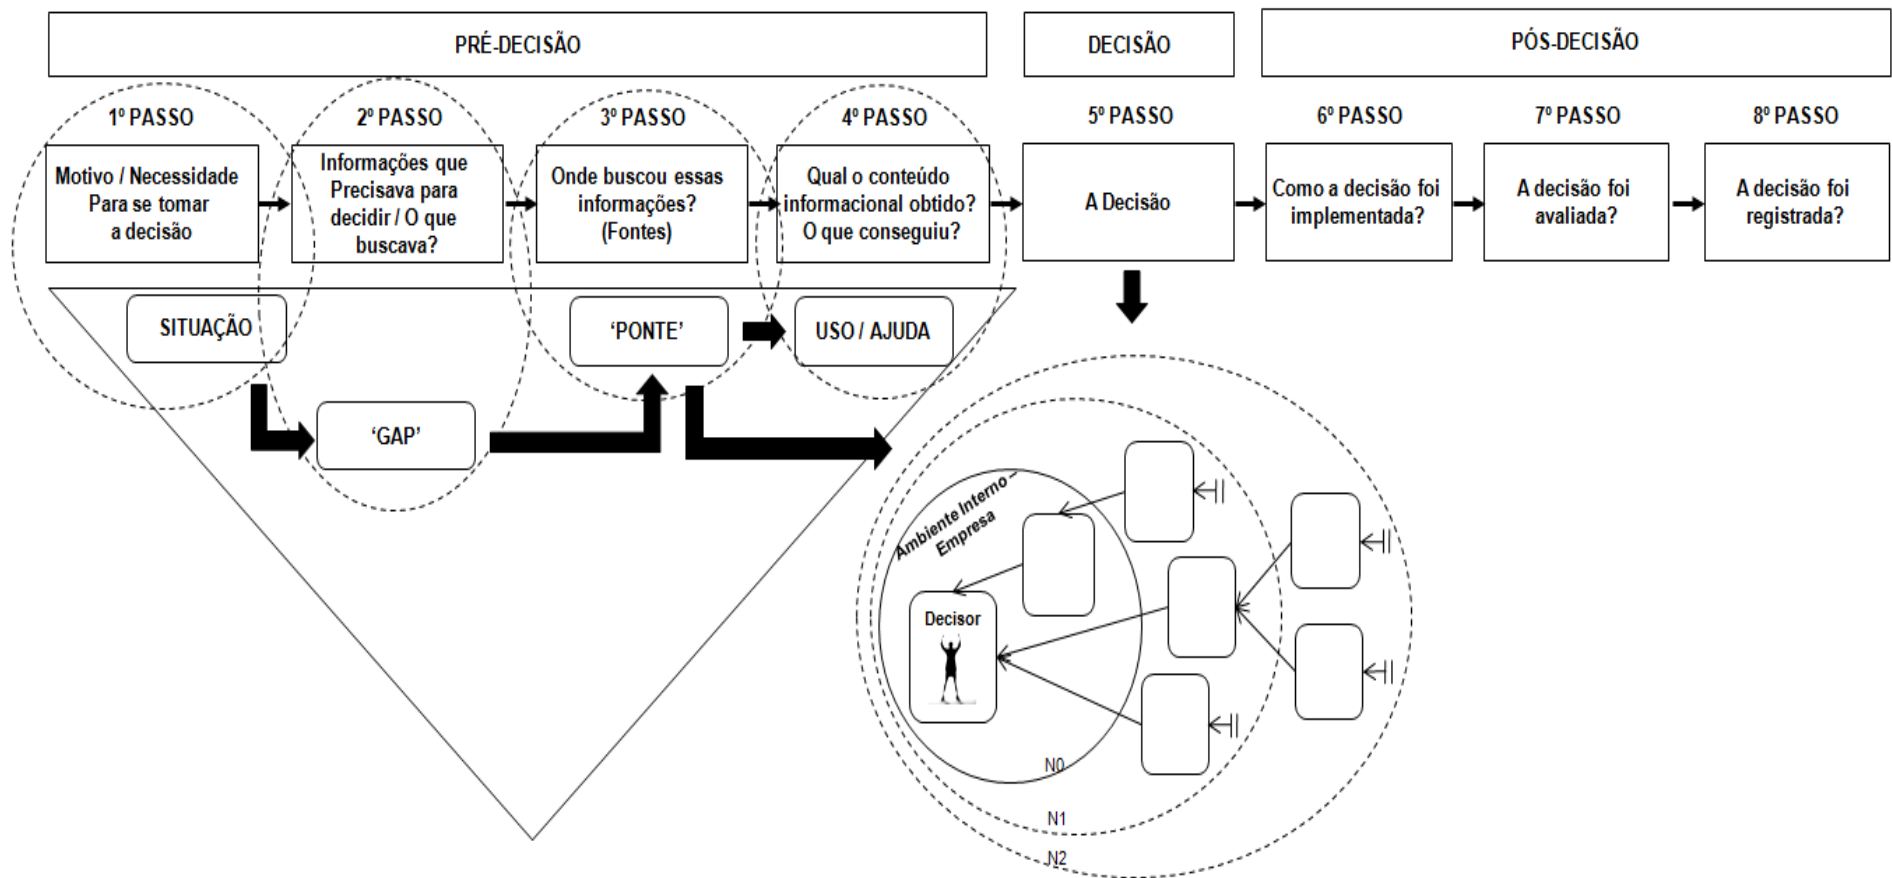 PRÉ-DECISÃO
DECISÃO
PÓS-DECISÃO
1º PASSO
2º PASSO
3º PASSO
4º PASSO
5º PASSO
6º PASSO
7º PASSO
8º PASSO
Motivo / Necessidade
Para se tomar
a decisão
Informações que
Precisava para
decidir / O que
buscava?
Onde buscou essas
informações?
(Fontes)
Qual o conteúdo
informacional obtido?
O que conseguiu?
A Decisão
Como a decisão foi
implementada?
A decisão foi
avaliada?
A decisão foi
registrada?
SITUAÇÃO
‘GAP’
‘PONTE’
USO / AJUDA
Ambiente Interno –
Empresa
Decisor
N0
N1
N2